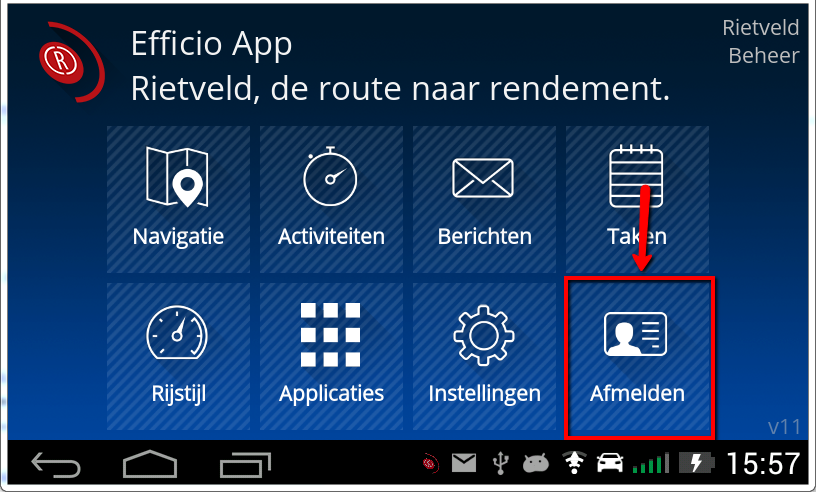 Efficio App
Rietveld, de route naar rendement.
Rietveld
Beheer
R
Navigatie
Activiteiten
Berichten
Taken
Rijstijl
Applicaties
Instellingen
Afmelden
v11
15:57